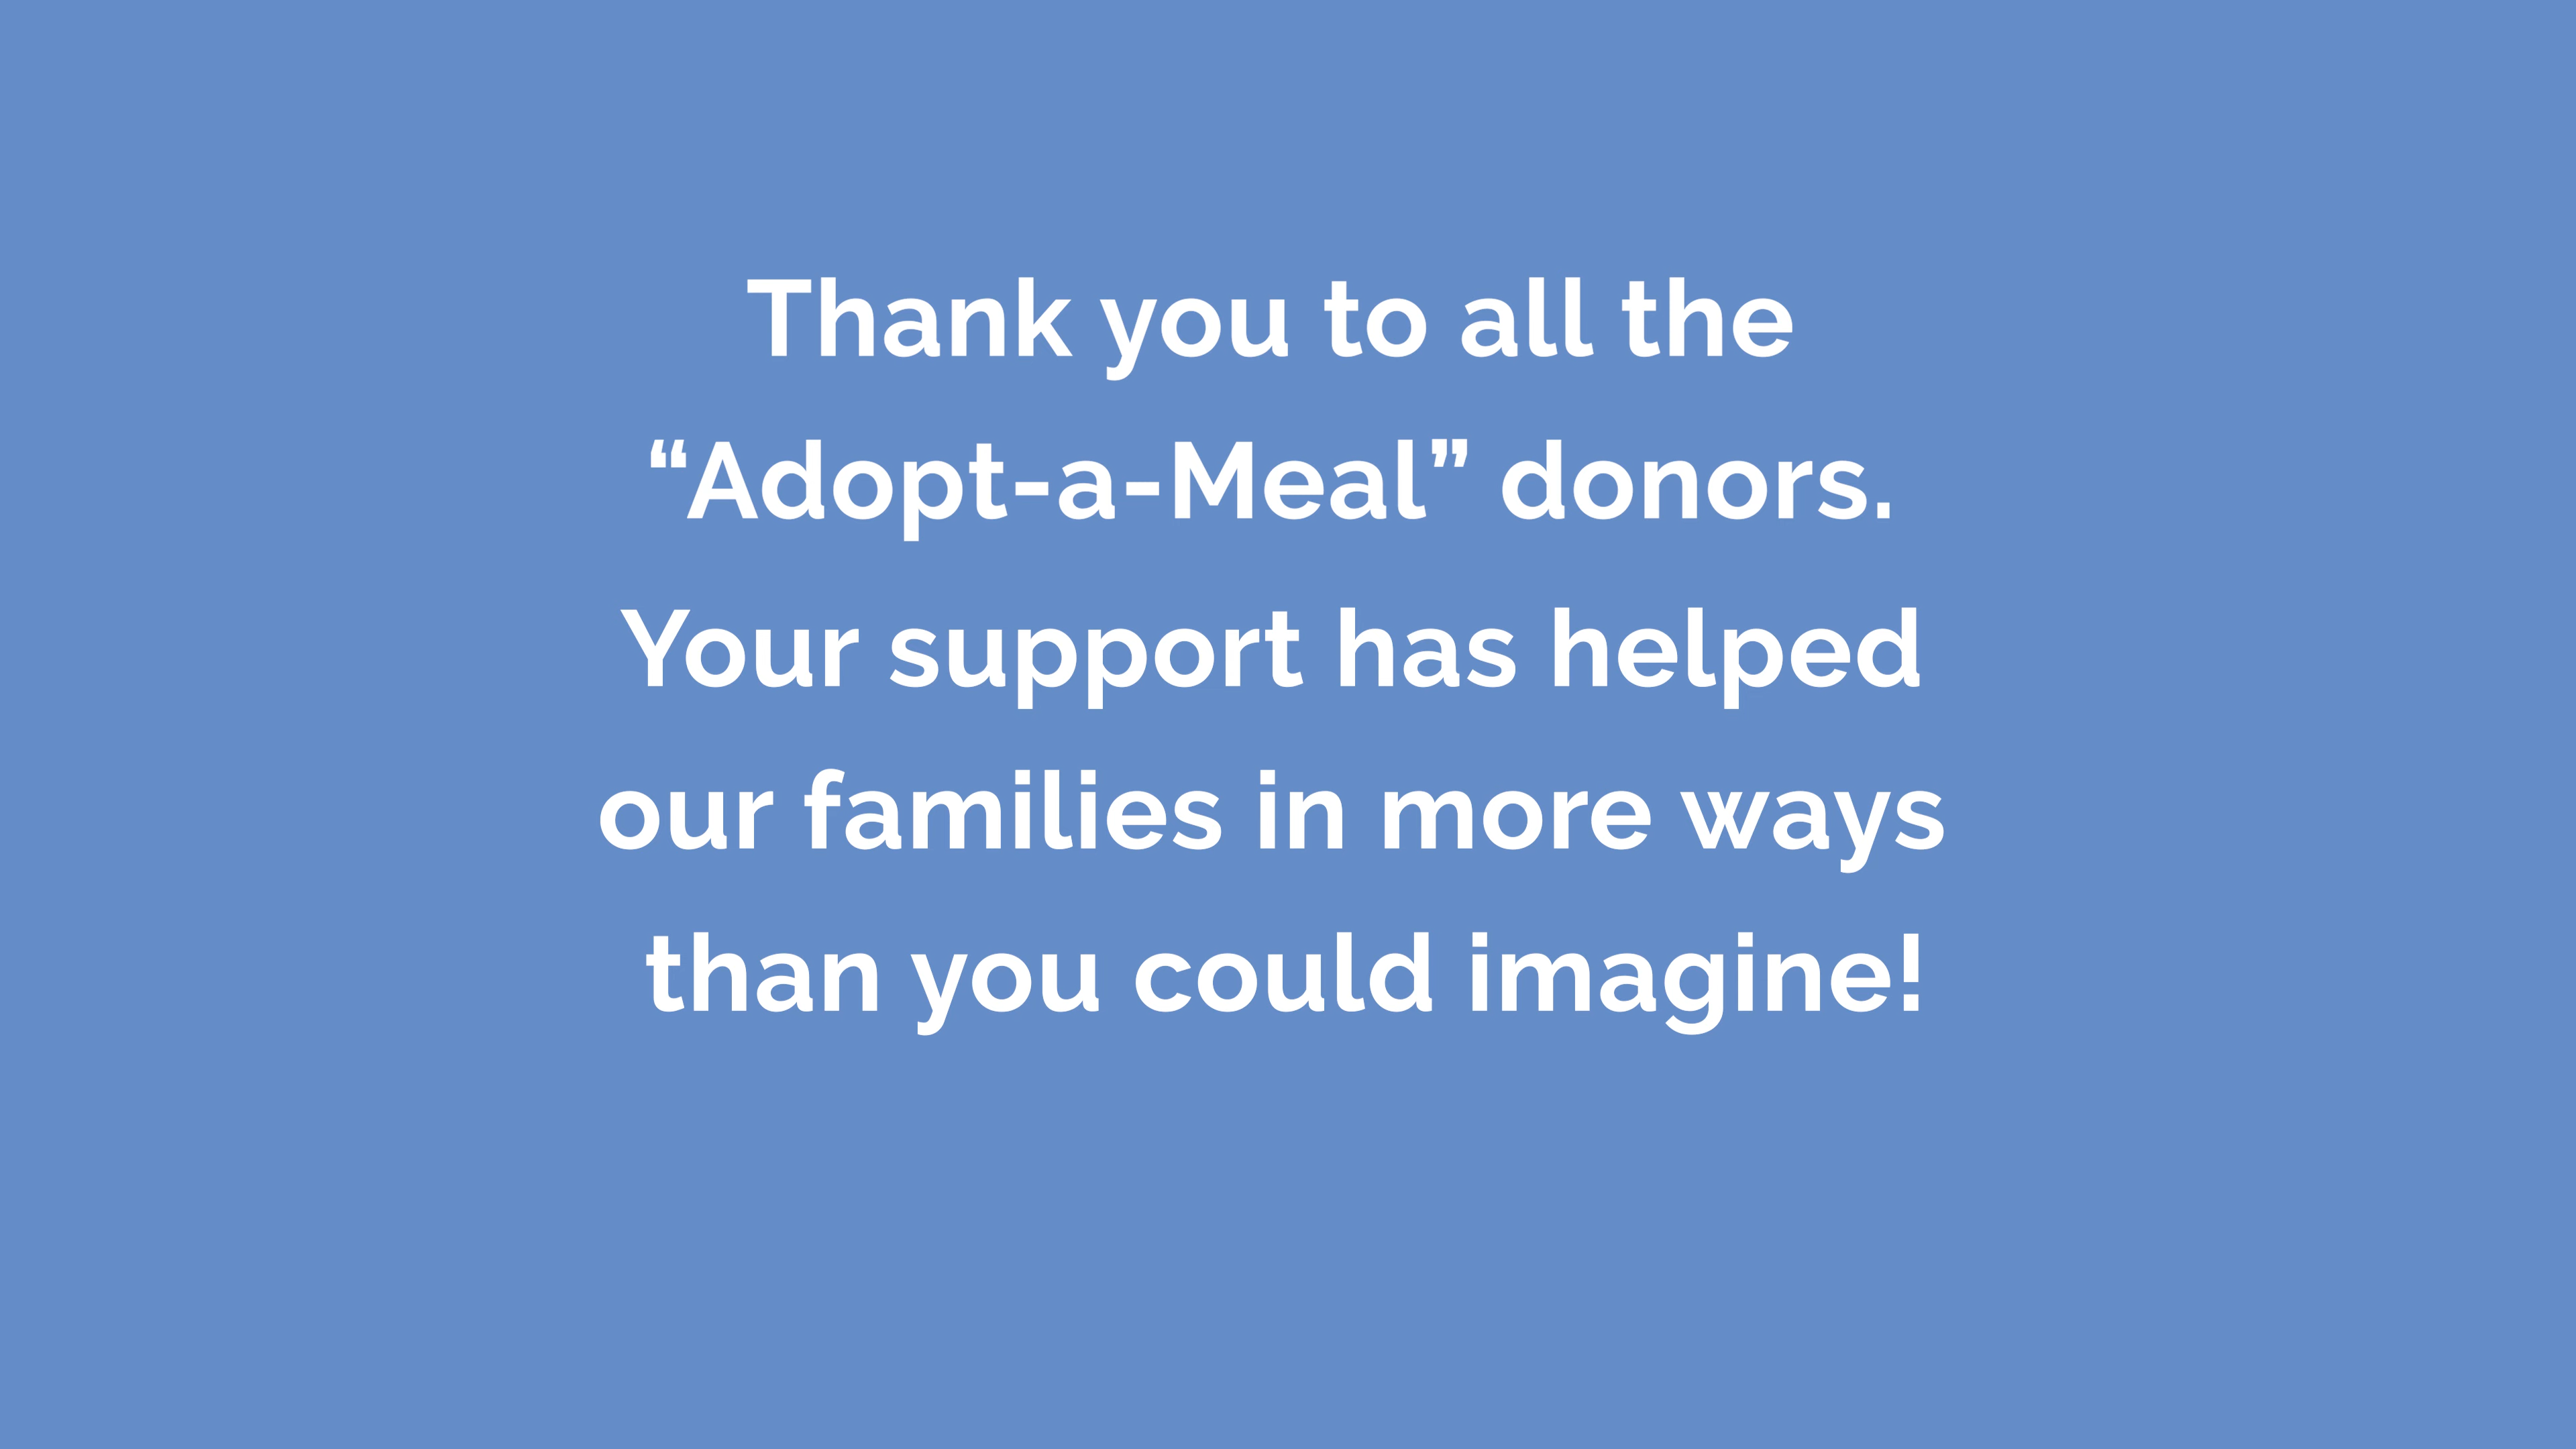 Thank you to all the
“Adopt-a-Meal” donors.
Your support has helped
our families in more ways
than you could imagine!